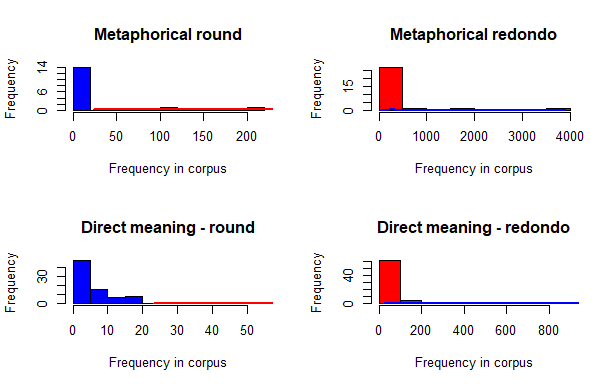 Metaphorical round
Frequency
14
6
0
0 50 100 150 200
Frequency in corpus
Metaphorical redondo
Frequency
15
0
0 1000 2000 3000 4000
Frequency in corpus
Direct meaning - round
Frequency
30
0
0 10 20 30 40 50
Frequency in corpus
Direct meaning - redondo
Frequency
40
0
0 200 400 600 800
Frequency in corpus